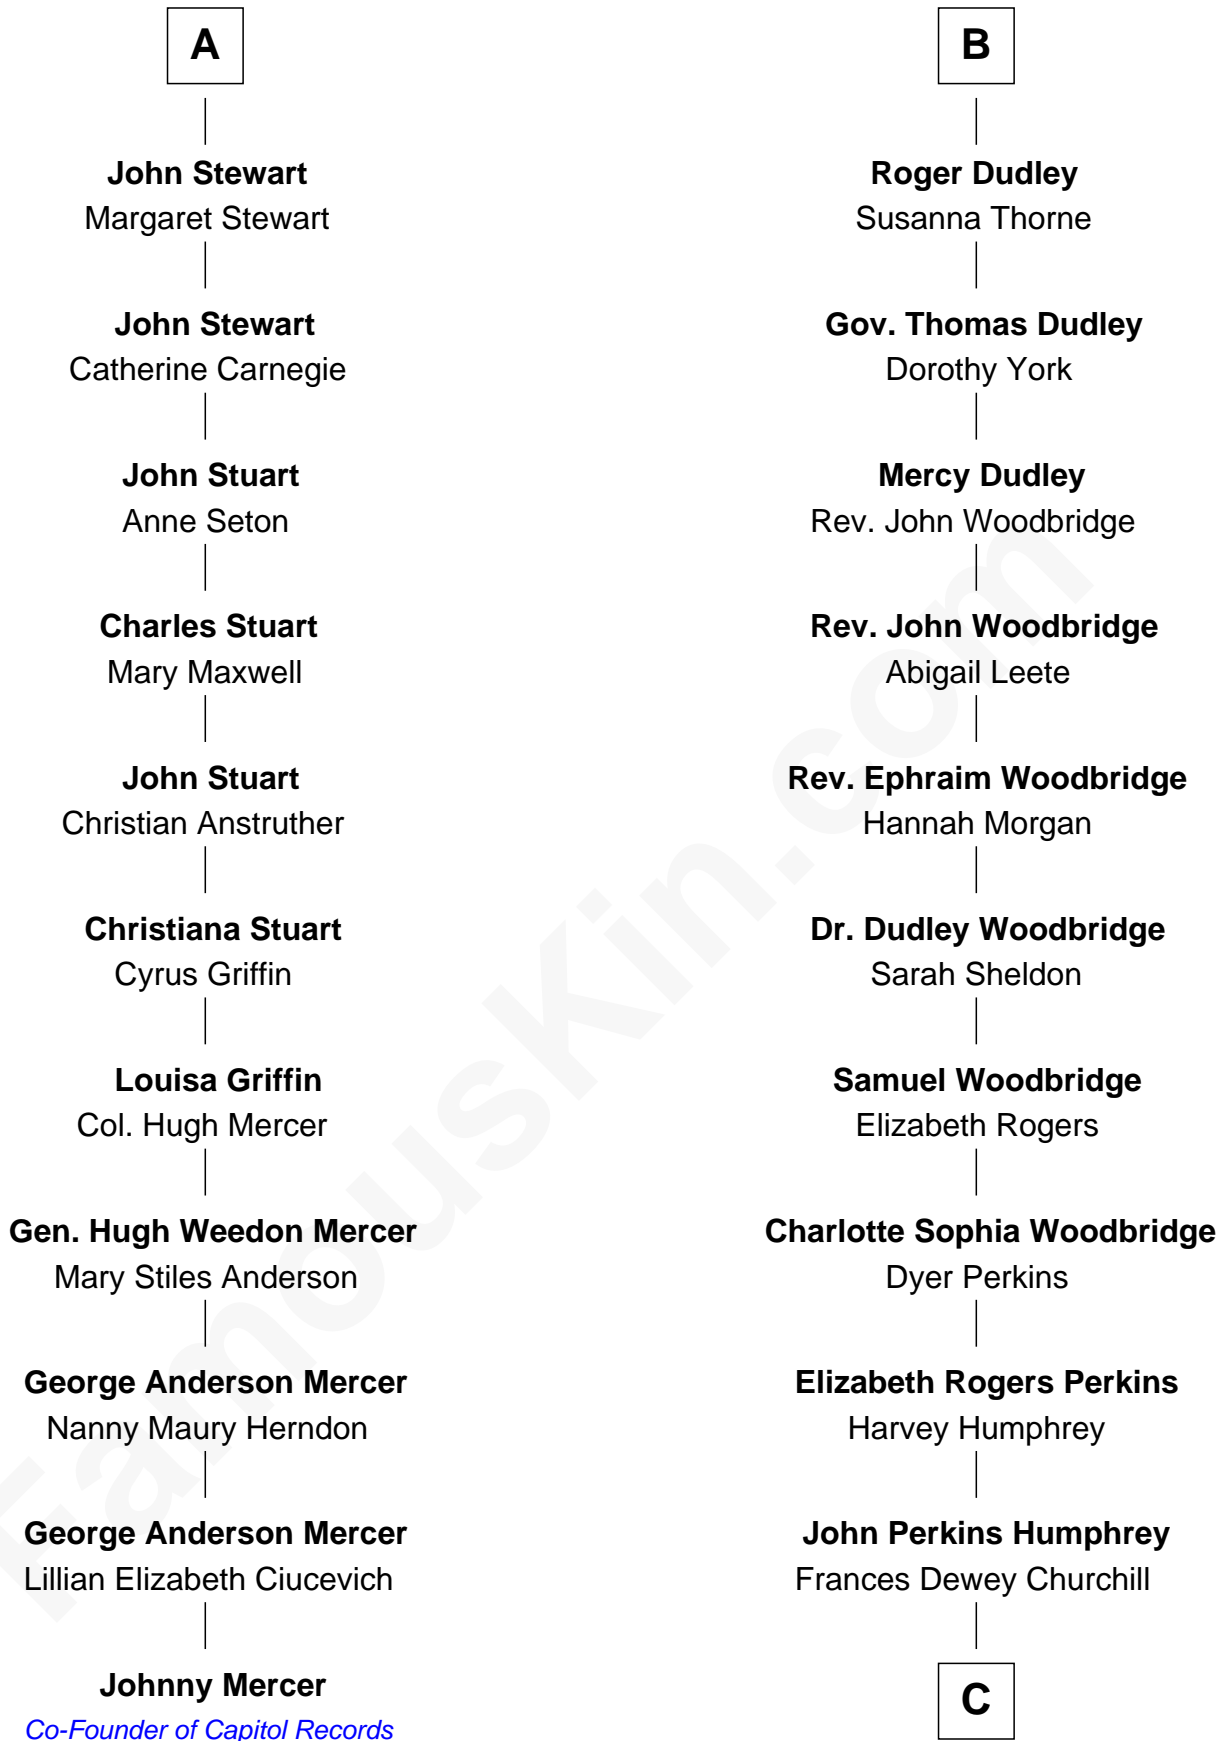 A
John Stewart
Margaret Stewart
John Stewart
Catherine Carnegie
John Stuart
Anne Seton
Charles Stuart
Mary Maxwell
John Stuart
Christian Anstruther
Christiana Stuart
Cyrus Griffin
Louisa Griffin
Col. Hugh Mercer
Gen. Hugh Weedon Mercer
Mary Stiles Anderson
George Anderson Mercer
Nanny Maury Herndon
George Anderson Mercer
Lillian Elizabeth Ciucevich
Johnny Mercer
Co-Founder of Capitol Records
B
Roger Dudley
Susanna Thorne
Gov. Thomas Dudley
Dorothy York
Mercy Dudley
Rev. John Woodbridge
Rev. John Woodbridge
Abigail Leete
Rev. Ephraim Woodbridge
Hannah Morgan
Dr. Dudley Woodbridge
Sarah Sheldon
Samuel Woodbridge
Elizabeth Rogers
Charlotte Sophia Woodbridge
Dyer Perkins
Elizabeth Rogers Perkins
Harvey Humphrey
John Perkins Humphrey
Frances Dewey Churchill
C
FamousKin.com